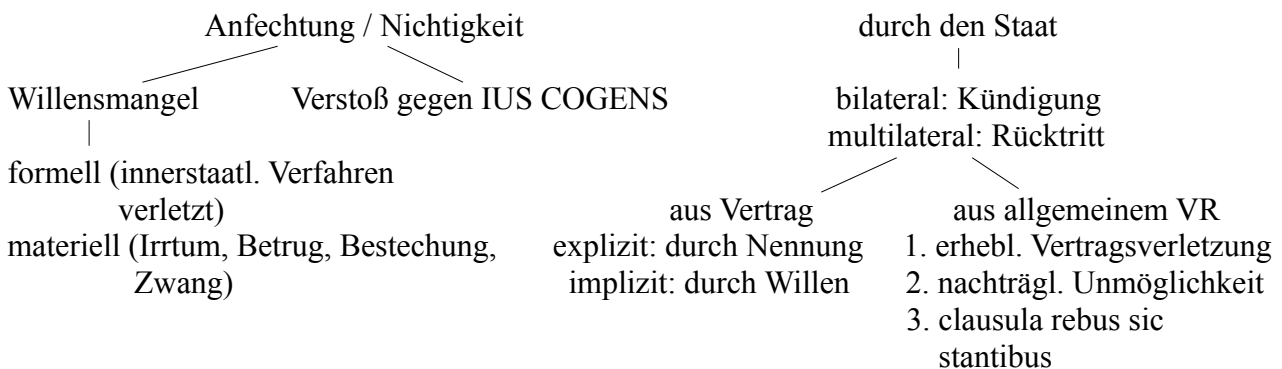 Anfechtung / Nichtigkeit
Willensmangel
Verstoß gegen IUS COGENS
formell (innerstaatl. Verfahren
verletzt)
materiell (Irrtum, Betrug, Bestechung,
Zwang)
durch den Staat
bilateral: Kündigung
multilateral: Rücktritt
aus Vertrag
explizit: durch Nennung
implizit: durch Willen
aus allgemeinem VR
1. erhebl. Vertragsverletzung
2. nachträgl. Unmöglichkeit
3. clausula rebus sic
stantibus